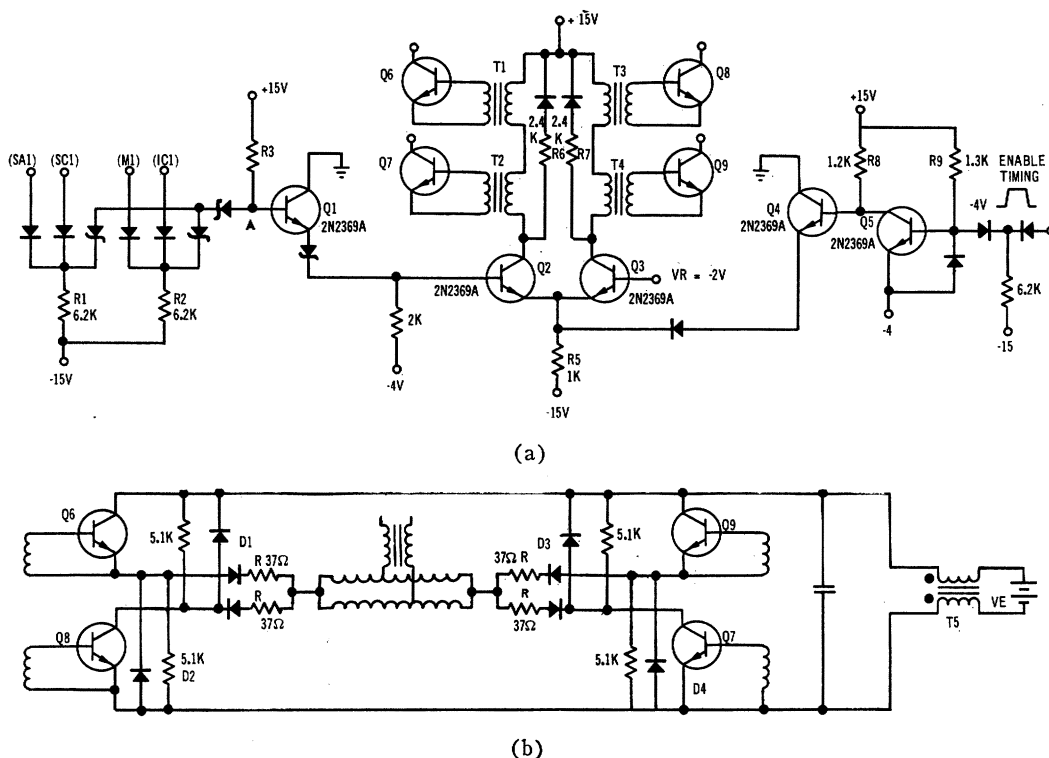 +15V
Q6
T1
T3
Q8
+15V
+15V
2.4
K
2.4
K
(SA1)
(SC1)
(M1)
(IC1)
R3
R6
R7
1.2K
R8
R9
1.3K
ENABLE
TIMING
Q7
T2
T4
Q9
-4V
Q1
A
2N2369A
Q4
2N2369A
Q5
2N2369A
Q2
2N2369A
Q3
2N2369A
VR = -2V
R1
6.2K
R2
6.2K
2K
6.2K
-4
-15
R5
1K
-15V
-4V
-15V
(a)
Q6
5.1K
D1
R 37Ω
R
37Ω
D3
37Ω R
R
37Ω
5.1K
Q9
Q8
5.1K
D2
5.1K
D4
Q7
VE
T5
(b)